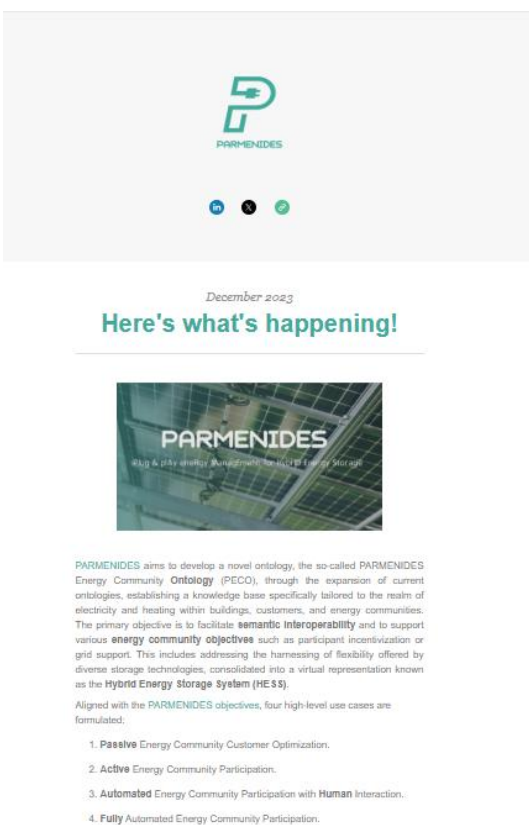 PARMENIDES
in
X
December 2023
Here's what's happening!
PARMENIDES
Plug & play energy management for hybrid Energy Storage
PARMENIDES aims to develop a novel ontology, the so-called PARMENIDES
Energy Community Ontology (PECO), through the expansion of current
ontologies, establishing a knowledge base specifically tailored to the realm of
electricity and heating within buildings, customers, and energy communities.
The primary objective is to facilitate semantic interoperability and to support
various energy community objectives such as participant incentivization or
grid support. This includes addressing the harnessing of flexibility offered by
diverse storage technologies, consolidated into a virtual representation known
as the Hybrid Energy Storage System (HESS).
Aligned with the PARMENIDES objectives, four high-level use cases are
formulated:
1. Passive Energy Community Customer Optimization.
2. Active Energy Community Participation.
3. Automated Energy Community Participation with Human Interaction.
4. Fully Automated Energy Community Participation.